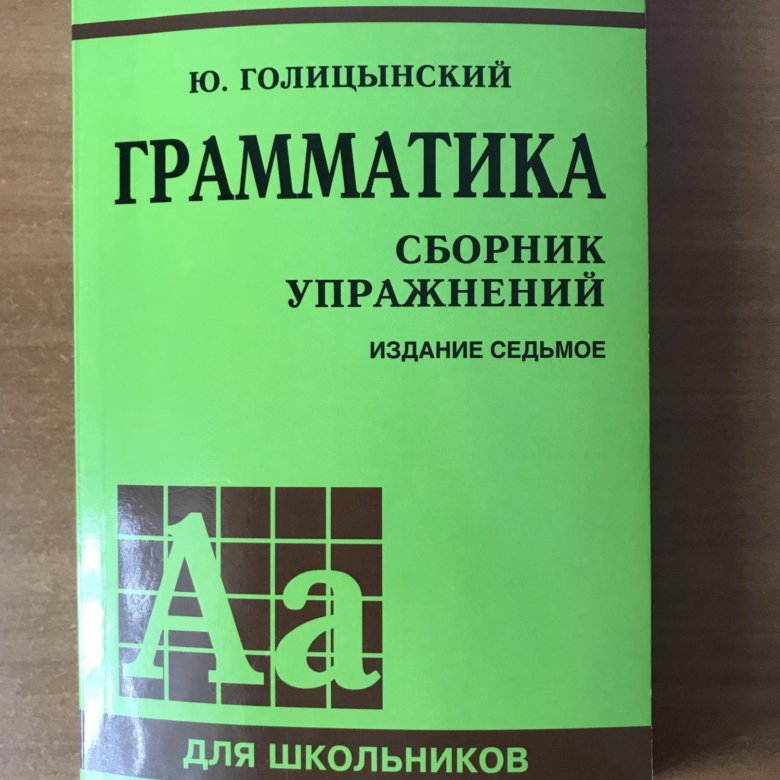 Ю. ГОЛИЦЫНСКИЙ
ГРАММАТИКА
СБОРНИК
УПРАЖНЕНИЙ
ИЗДАНИЕ СЕДЬМОЕ
Aa
ДЛЯ ШКОЛЬНИКОВ